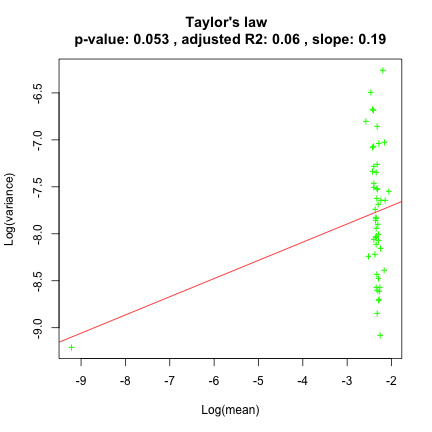 Taylor's law
p-value: 0.053 , adjusted R2: 0.06 , slope: 0.19
Log(variance)
-6.5
-7.0
-7.5
-8.0
-8.5
-9.0
-9 -8 -7 -6 -5 -4 -3 -2
Log(mean)